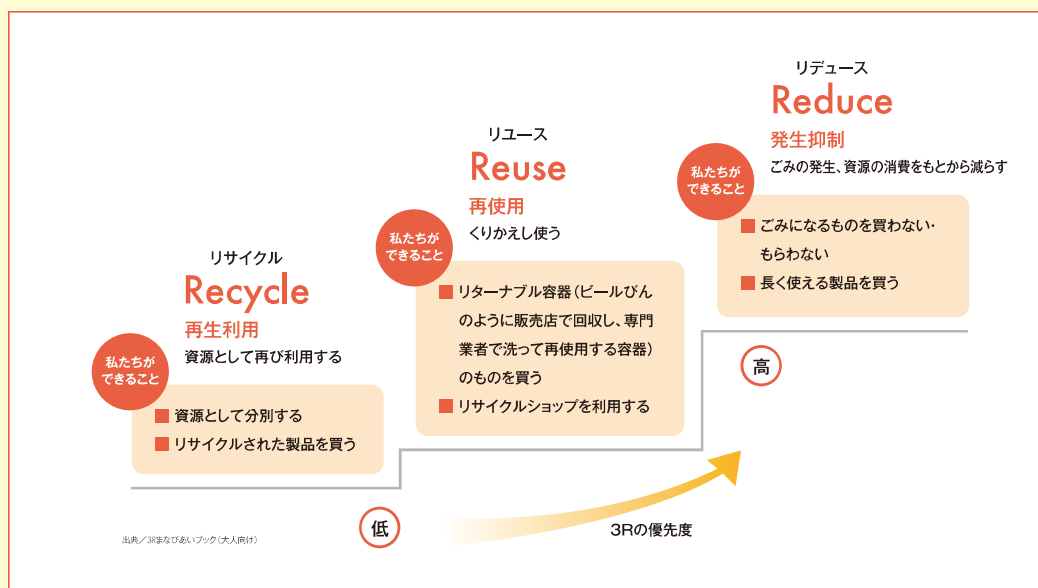 リデュース
Reduce
発生抑制
ごみの発生、資源の消費をもとから減らす
私たちが
できること
■ ごみになるものを買わない・
もらわない
■ 長く使える製品を買う
リユース
Reuse
再使用
くりかえし使う
私たちが
できること
■ リターナブル容器（ビールびん
のように販売店で回収し、専門
業者で洗って再使用する容器）
のものを買う
■ リサイクルショップを利用する
リサイクル
Recycle
再生利用
資源として再び利用する
私たちが
できること
■ 資源として分別する
■ リサイクルされた製品を買う
高
低
3Rの優先度
出典／3Rまなびあいブック（大人向け）